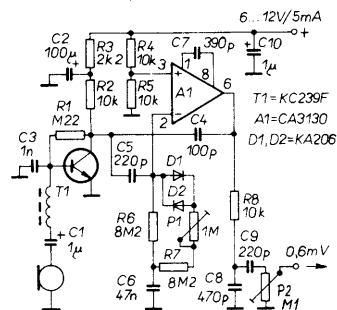 6...12V/5mA
+
C2
100µ
+
R3
2k2
R4
10k
C7
390p
C10
1µ
+
1
8
3
+
A1
6
2
−
R2
10k
R5
10k
T1=KC239F
A1=CA3130
D1,D2=KA206
R1
M22
C4
100p
C3
1n
C5
220p
D1
D2
P1
1M
T1
R6
8M2
R7
8M2
R8
10k
C9
220p
0,6mV
C1
1µ
+
C6
47n
C8
470p
P2
M1